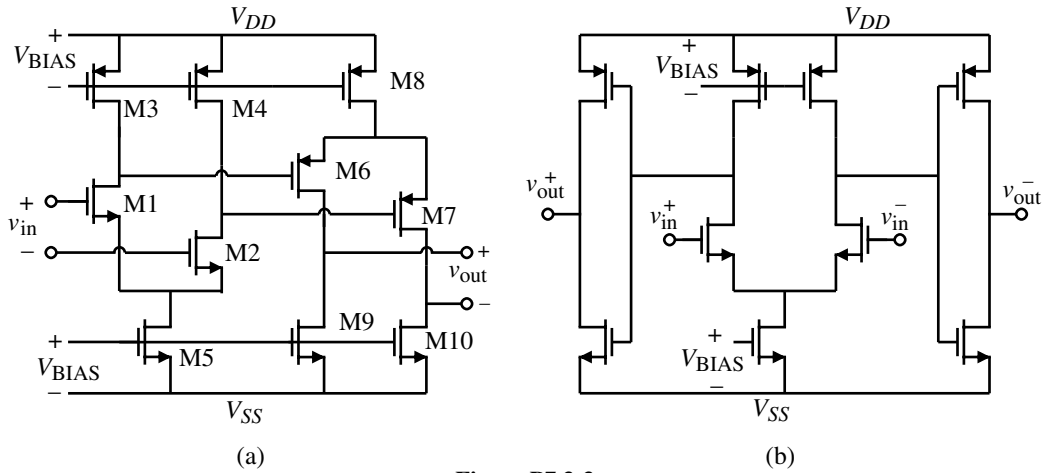 V_DD
+
V_BIAS
−
M3
M4
M8
M6
+
v_in
−
M1
M7
M2
+
v_out
−
+
V_BIAS
−
M5
M9
M10
V_SS
(a)
V_DD
+
V_BIAS
−
v_out^+
v_out^−
v_in^+
v_in^−
+
V_BIAS
−
V_SS
(b)